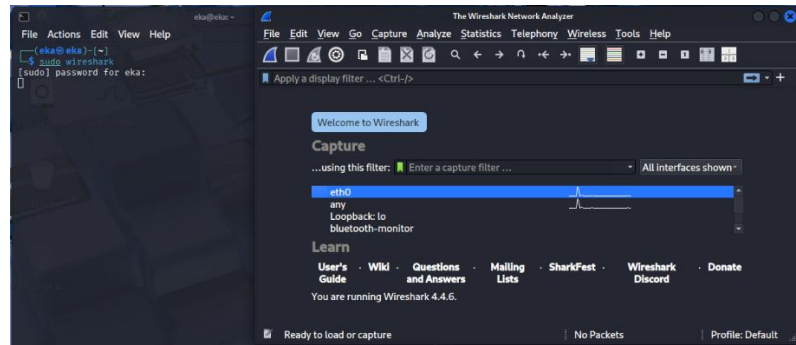 eka@eka: ~
File Actions Edit View Help
(eka㉿eka)-[~]
$ sudo wireshark
[sudo] password for eka:
The Wireshark Network Analyzer
File Edit View Go Capture Analyze Statistics Telephony Wireless Tools Help
Apply a display filter ... <Ctrl-/>
Welcome to Wireshark
Capture
...using this filter: Enter a capture filter ... All interfaces shown
eth0
any
Loopback: lo
bluetooth-monitor
Learn
User's Guide · Wiki · Questions and Answers · Mailing Lists · SharkFest · Wireshark Discord · Donate
You are running Wireshark 4.4.6.
Ready to load or capture No Packets Profile: Default